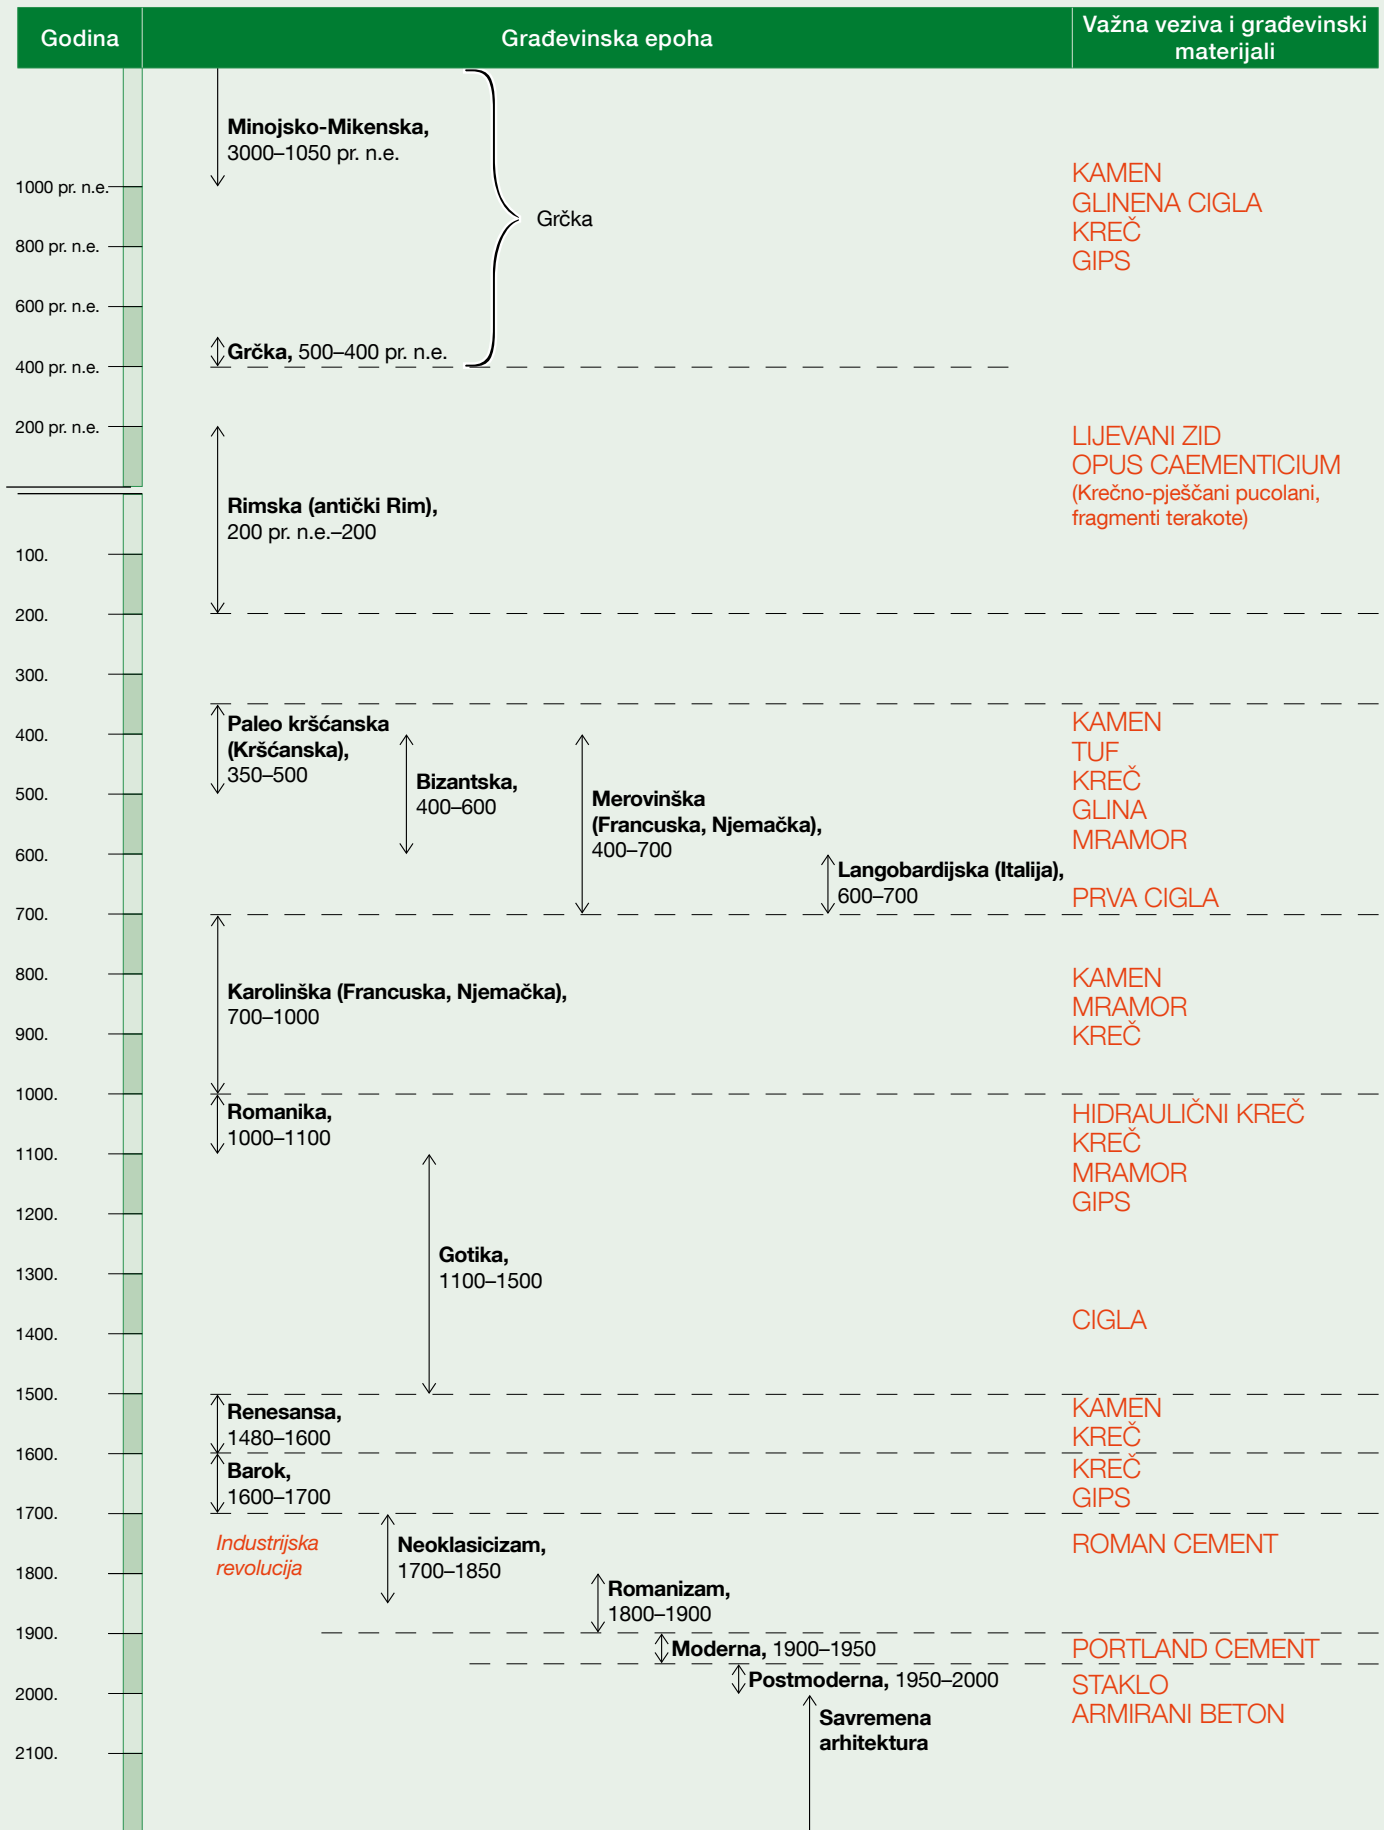 Godina
Građevinska epoha
Važna veziva i građevinski
materijali
Minojsko-Mikenska,
3000–1050 pr. n.e.
1000 pr. n.e.
KAMEN
GLINENA CIGLA
Grčka
KREČ
800 pr. n.e.
GIPS
600 pr. n.e.
Grčka, 500–400 pr. n.e.
400 pr. n.e.
200 pr. n.e.
LIJEVANI ZID
OPUS CAEMENTICIUM
(Krečno-pješčani pucolani,
fragmenti terakote)
Rimska (antički Rim),
200 pr. n.e.–200
100.
200.
300.
Paleo kršćanska
(Kršćanska),
350–500
400.
Bizantska,
400–600
500.
Merovinška
(Francuska, Njemačka),
400–700
600.
Langobardijska (Italija),
600–700
KAMEN
TUF
KREČ
GLINA
MRAMOR
PRVA CIGLA
700.
800.
Karolinška (Francuska, Njemačka),
700–1000
KAMEN
MRAMOR
KREČ
900.
1000.
Romanika,
1000–1100
HIDRAULIČNI KREČ
KREČ
MRAMOR
GIPS
1100.
1200.
Gotika,
1100–1500
1300.
CIGLA
1400.
1500.
Renesansa,
1480–1600
KAMEN
KREČ
1600.
Barok,
1600–1700
KREČ
GIPS
1700.
Industrijska
revolucija
Neoklasicizam,
1700–1850
ROMAN CEMENT
1800.
Romanizam,
1800–1900
1900.
Moderna, 1900–1950
PORTLAND CEMENT
Postmoderna, 1950–2000
STAKLO
ARMIRANI BETON
2000.
Savremena
arhitektura
2100.